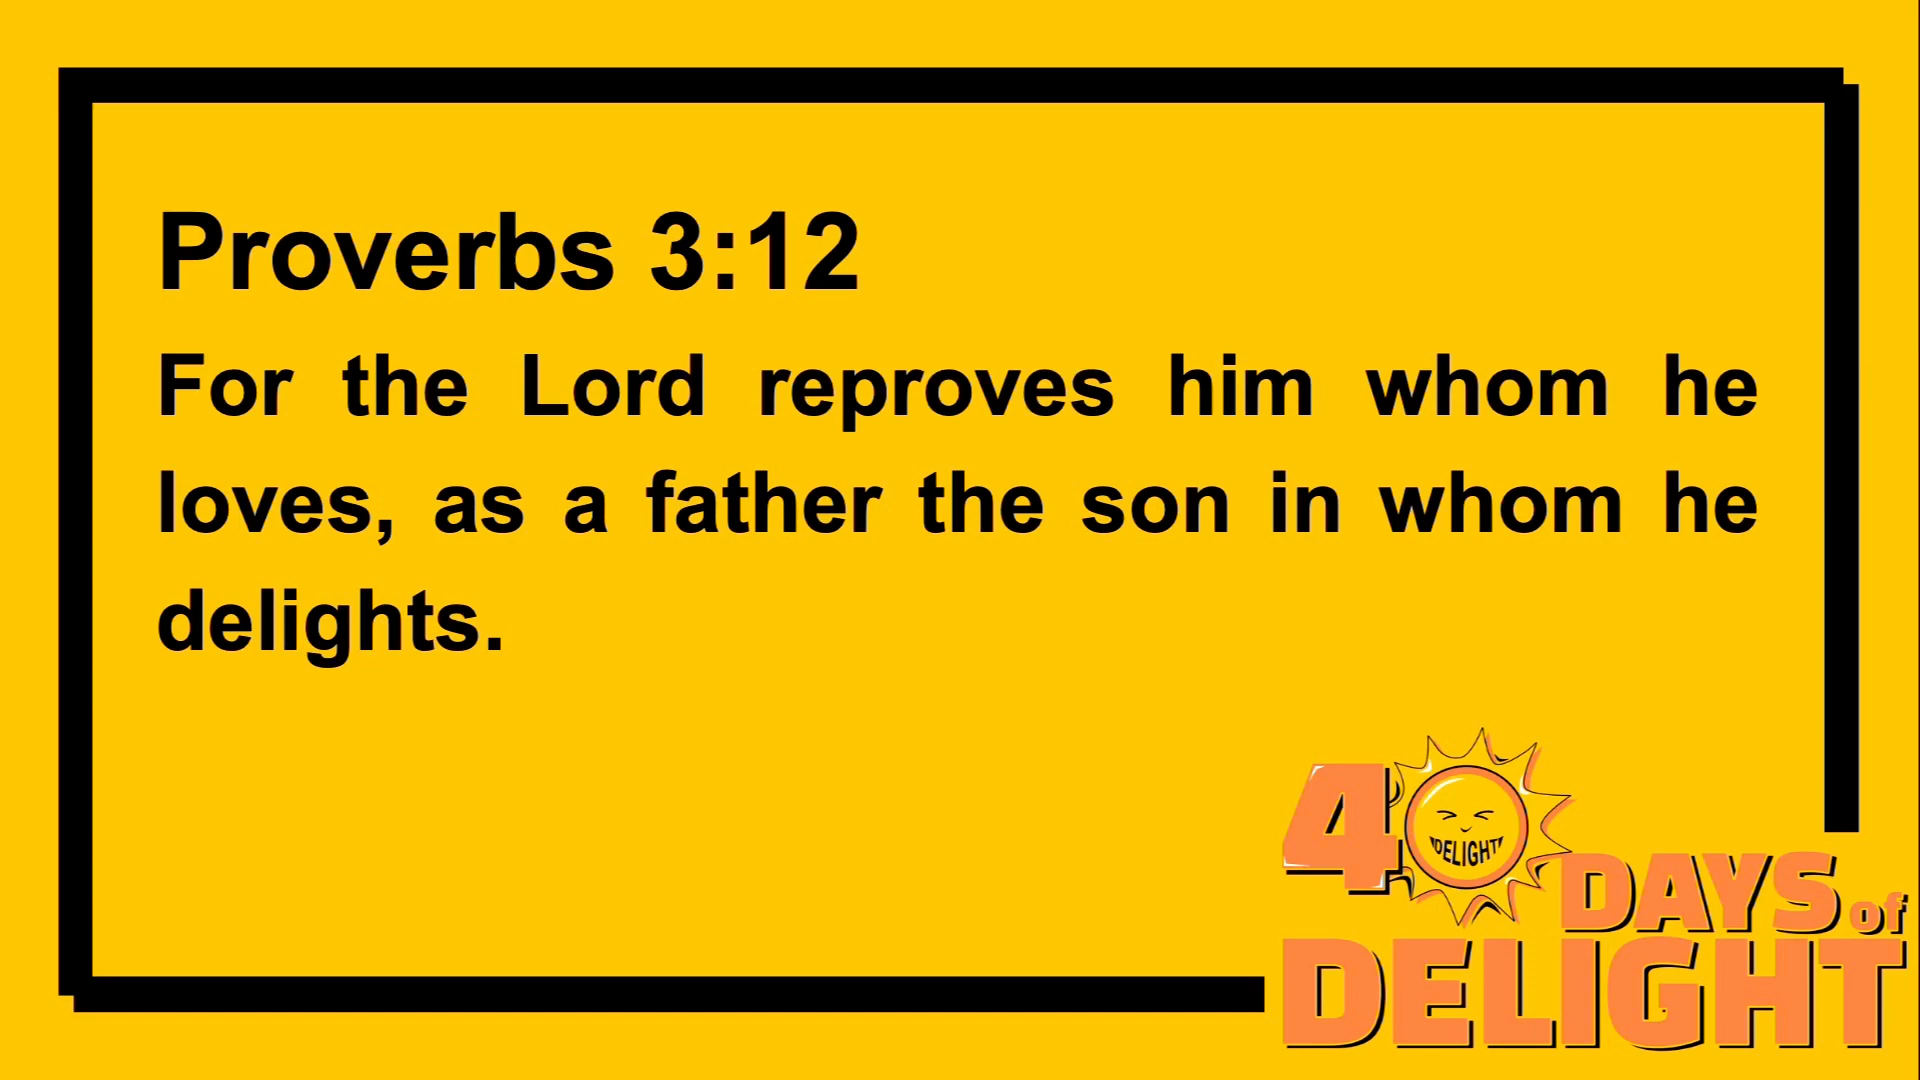 Proverbs 3:12
For the Lord reproves him whom he
loves, as a father the son in whom he
delights.
4
DELIGHT
DAYS of
DELIGHT